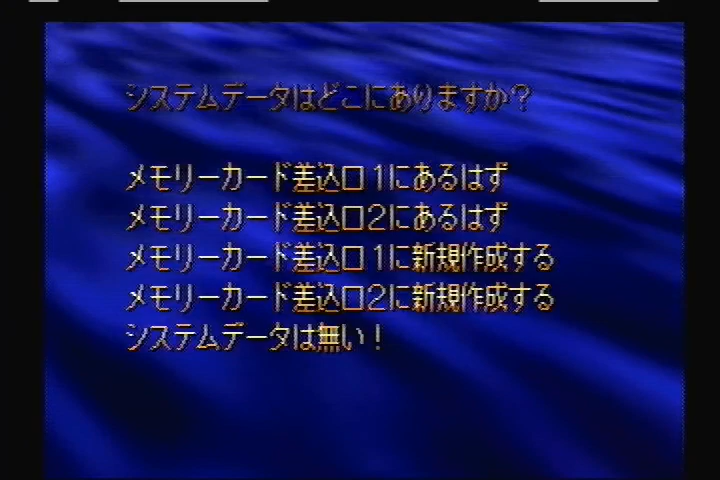 システムデータはどこにありますか？
メモリーカード差込口1にあるはず
メモリーカード差込口2にあるはず
メモリーカード差込口1に新規作成する
メモリーカード差込口2に新規作成する
システムデータは無い！